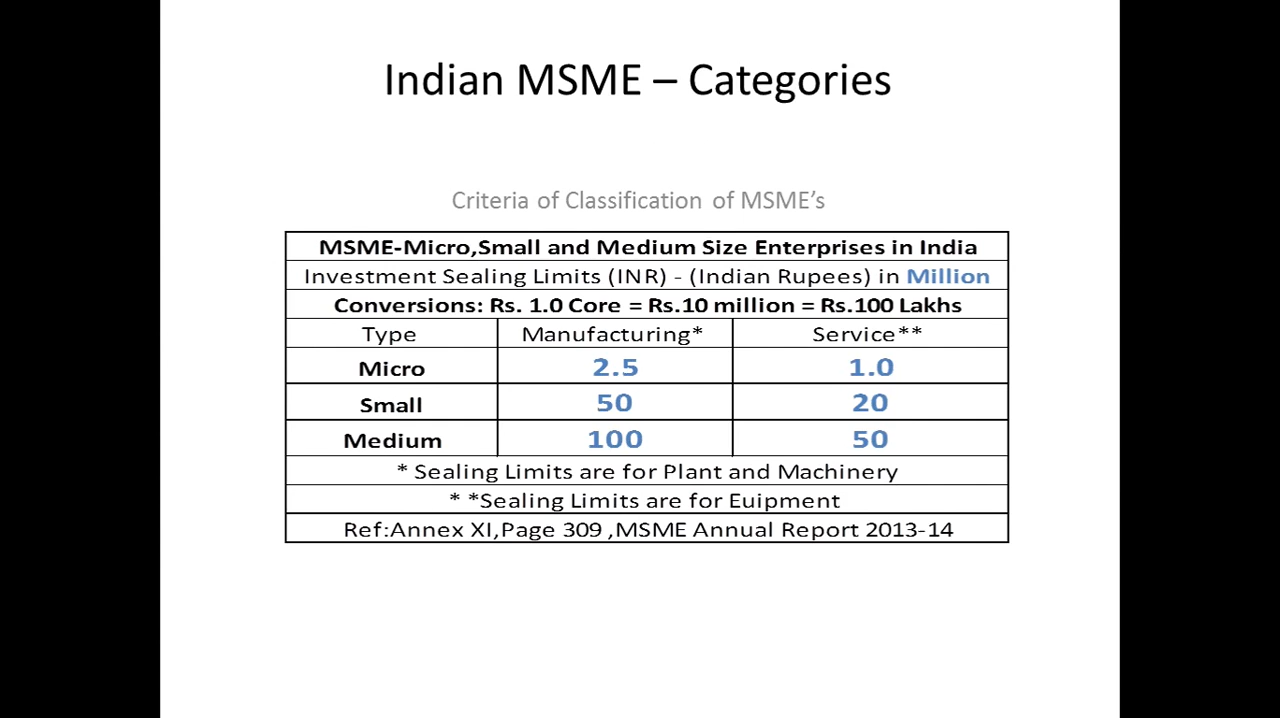 Indian MSME – Categories
Criteria of Classification of MSME's
MSME-Micro,Small and Medium Size Enterprises in India
Investment Sealing Limits (INR) - (Indian Rupees) in Million
Conversions: Rs. 1.0 Core = Rs.10 million = Rs.100 Lakhs
Type Manufacturing* Service**
Micro 2.5 1.0
Small 50 20
Medium 100 50
* Sealing Limits are for Plant and Machinery
* *Sealing Limits are for Euipment
Ref:Annex XI,Page 309 ,MSME Annual Report 2013-14